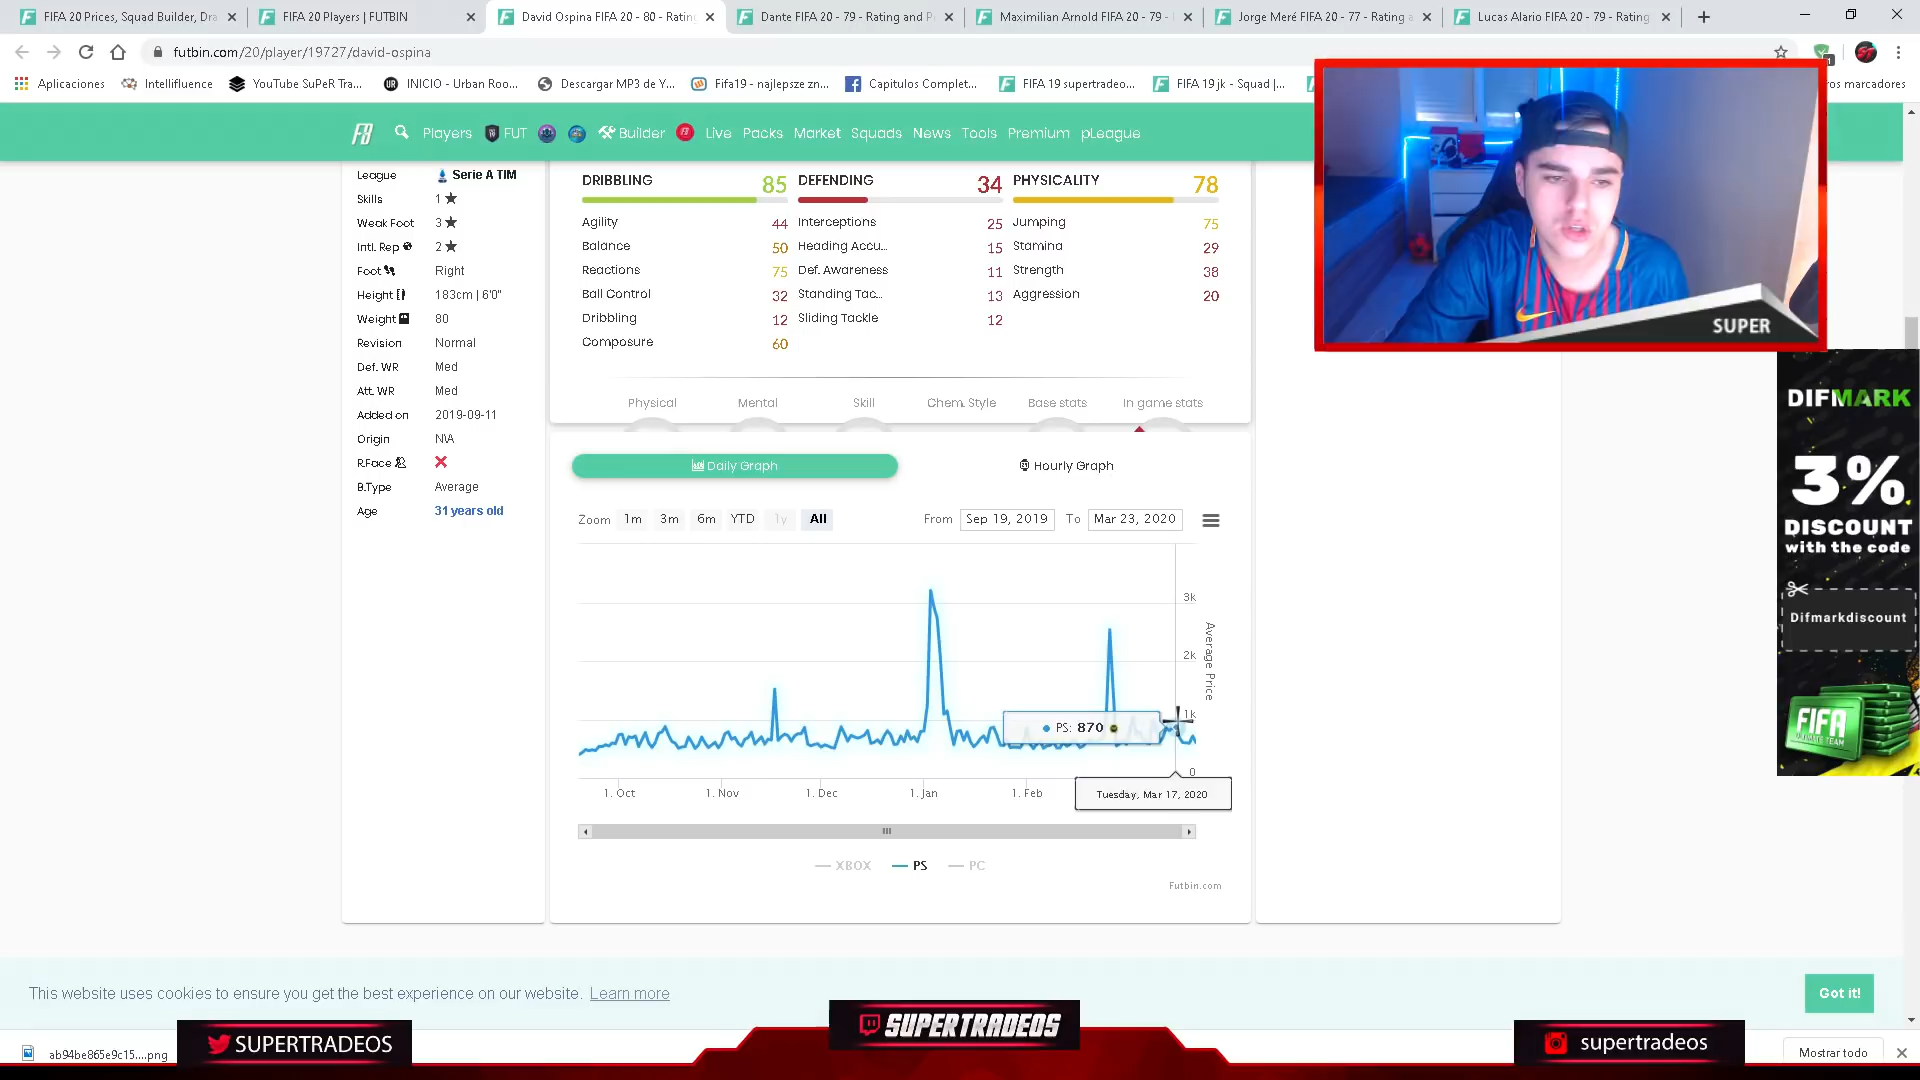 FIFA 20 Prices, Squad Builder, Dra
FIFA 20 Players | FUTBIN
David Ospina FIFA 20 - 80 - Ratin
Dante FIFA 20 - 79 - Rating and P
Maximilian Arnold FIFA 20 - 79 -
Jorge Meré FIFA 20 - 77 - Rating a
Lucas Alario FIFA 20 - 79 - Rating
futbin.com/20/player/19727/david-ospina
Aplicaciones
Intellifluence
YouTube SuPeR Tra...
INICIO - Urban Roo...
Descargar MP3 de Y...
Fifa19 - najlepsze zn...
Capitulos Complet...
FIFA 19 supertradeo...
FIFA 19 jk - Squad |...
ros marcadores
Players FUT Builder Live Packs Market Squads News Tools Premium pLeague
League Serie A TIM
Skills 1
Weak Foot 3
Intl. Rep 2
Foot Right
Height 183cm | 6'0"
Weight 80
Revision Normal
Def. WR Med
Att. WR Med
Added on 2019-09-11
Origin N\A
R.Face
B.Type Average
Age 31 years old
DRIBBLING 85
Agility 44
Balance 50
Reactions 75
Ball Control 32
Dribbling 12
Composure 60
DEFENDING 34
Interceptions 25
Heading Accu... 15
Def. Awareness 11
Standing Tac... 13
Sliding Tackle 12
PHYSICALITY 78
Jumping 75
Stamina 29
Strength 38
Aggression 20
Physical Mental Skill Chem. Style Base stats In game stats
Daily Graph
Hourly Graph
Zoom 1m 3m 6m YTD 1y All
From Sep 19, 2019 To Mar 23, 2020
3k
2k
1k
0
Average Price
PS: 870
1. Oct 1. Nov 1. Dec 1. Jan 1. Feb
Tuesday, Mar 17, 2020
XBOX PS PC
Futbin.com
SUPER
DIFMARK
3%
DISCOUNT
with the code
Difmarkdiscount
FIFA
ULTIMATE TEAM
This website uses cookies to ensure you get the best experience on our website. Learn more
Got it!
ab94be865e9c15....png
SUPERTRADEOS
SUPERTRADEOS
supertradeos
Mostrar todo